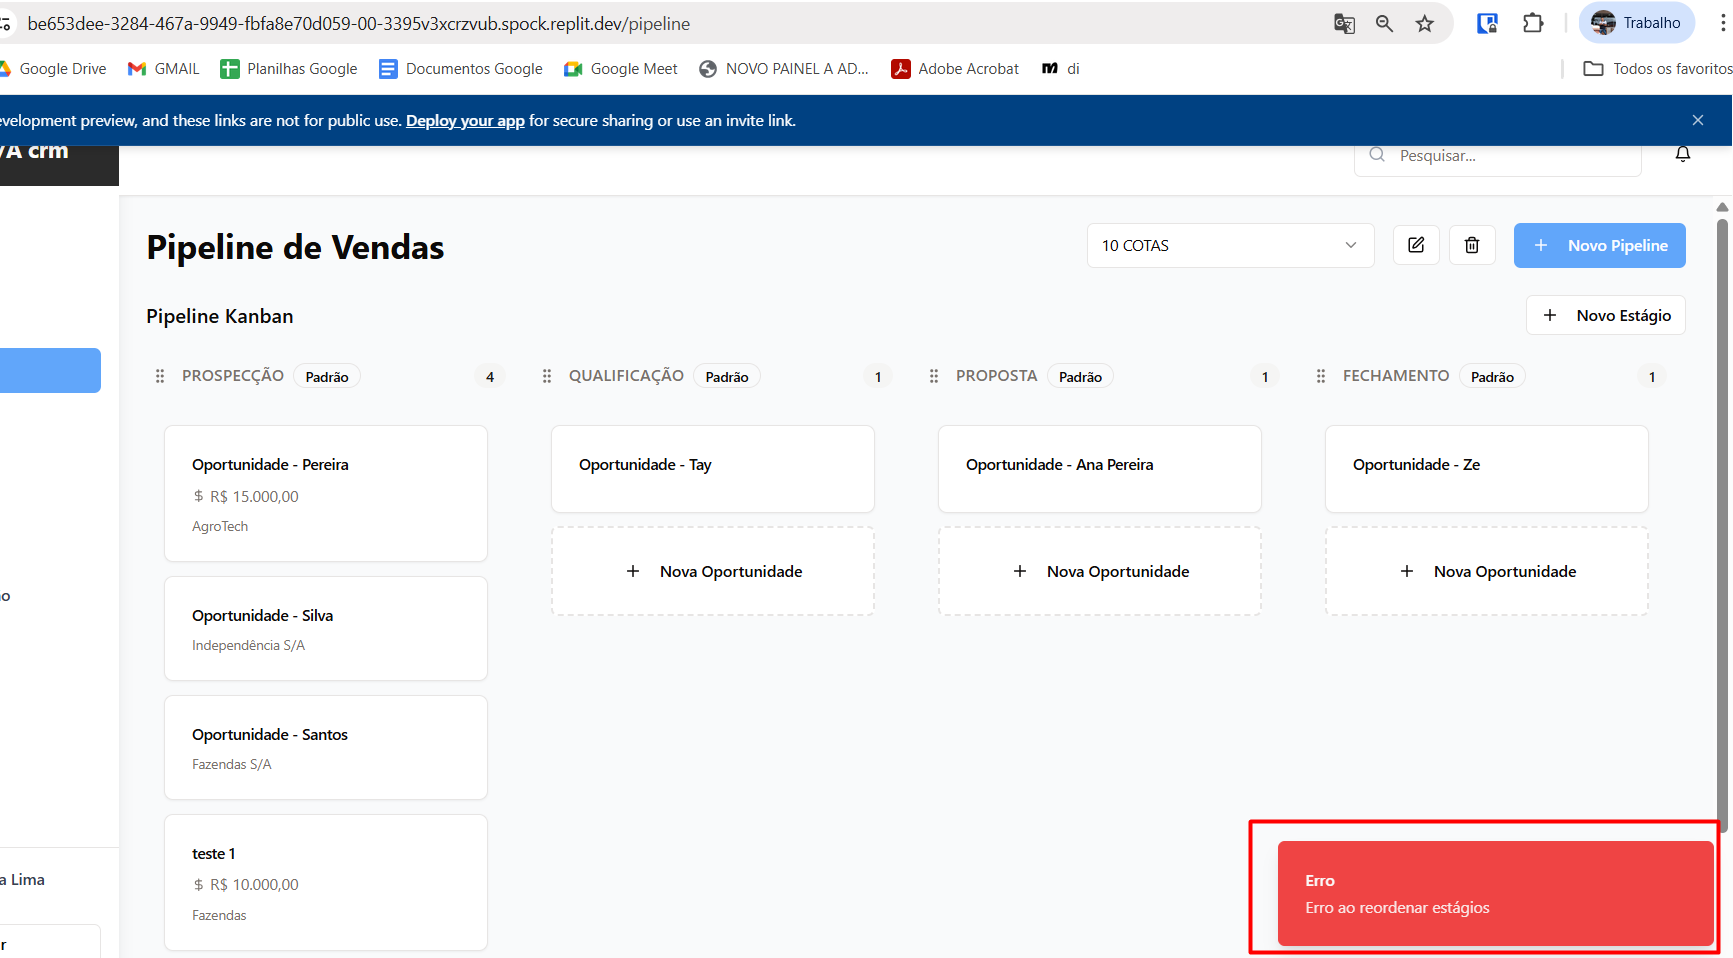 be653dee-3284-467a-9949-fbfa8e70d059-00-3395v3xcrzvub.spock.replit.dev/pipeline
Trabalho
Google Drive
GMAIL
Planilhas Google
Documentos Google
Google Meet
NOVO PAINEL A AD...
Adobe Acrobat
di
Todos os favoritos
evelopment preview, and these links are not for public use. Deploy your app for secure sharing or use an invite link.
/A crm
Pesquisar...
Pipeline de Vendas
10 COTAS
Novo Pipeline
Pipeline Kanban
Novo Estágio
PROSPECÇÃO Padrão 4
QUALIFICAÇÃO Padrão 1
PROPOSTA Padrão 1
FECHAMENTO Padrão 1
Oportunidade - Pereira
$ R$ 15.000,00
AgroTech
Oportunidade - Silva
Independência S/A
Oportunidade - Santos
Fazendas S/A
teste 1
$ R$ 10.000,00
Fazendas
Oportunidade - Tay
Nova Oportunidade
Oportunidade - Ana Pereira
Nova Oportunidade
Oportunidade - Ze
Nova Oportunidade
o
a Lima
r
Erro
Erro ao reordenar estágios